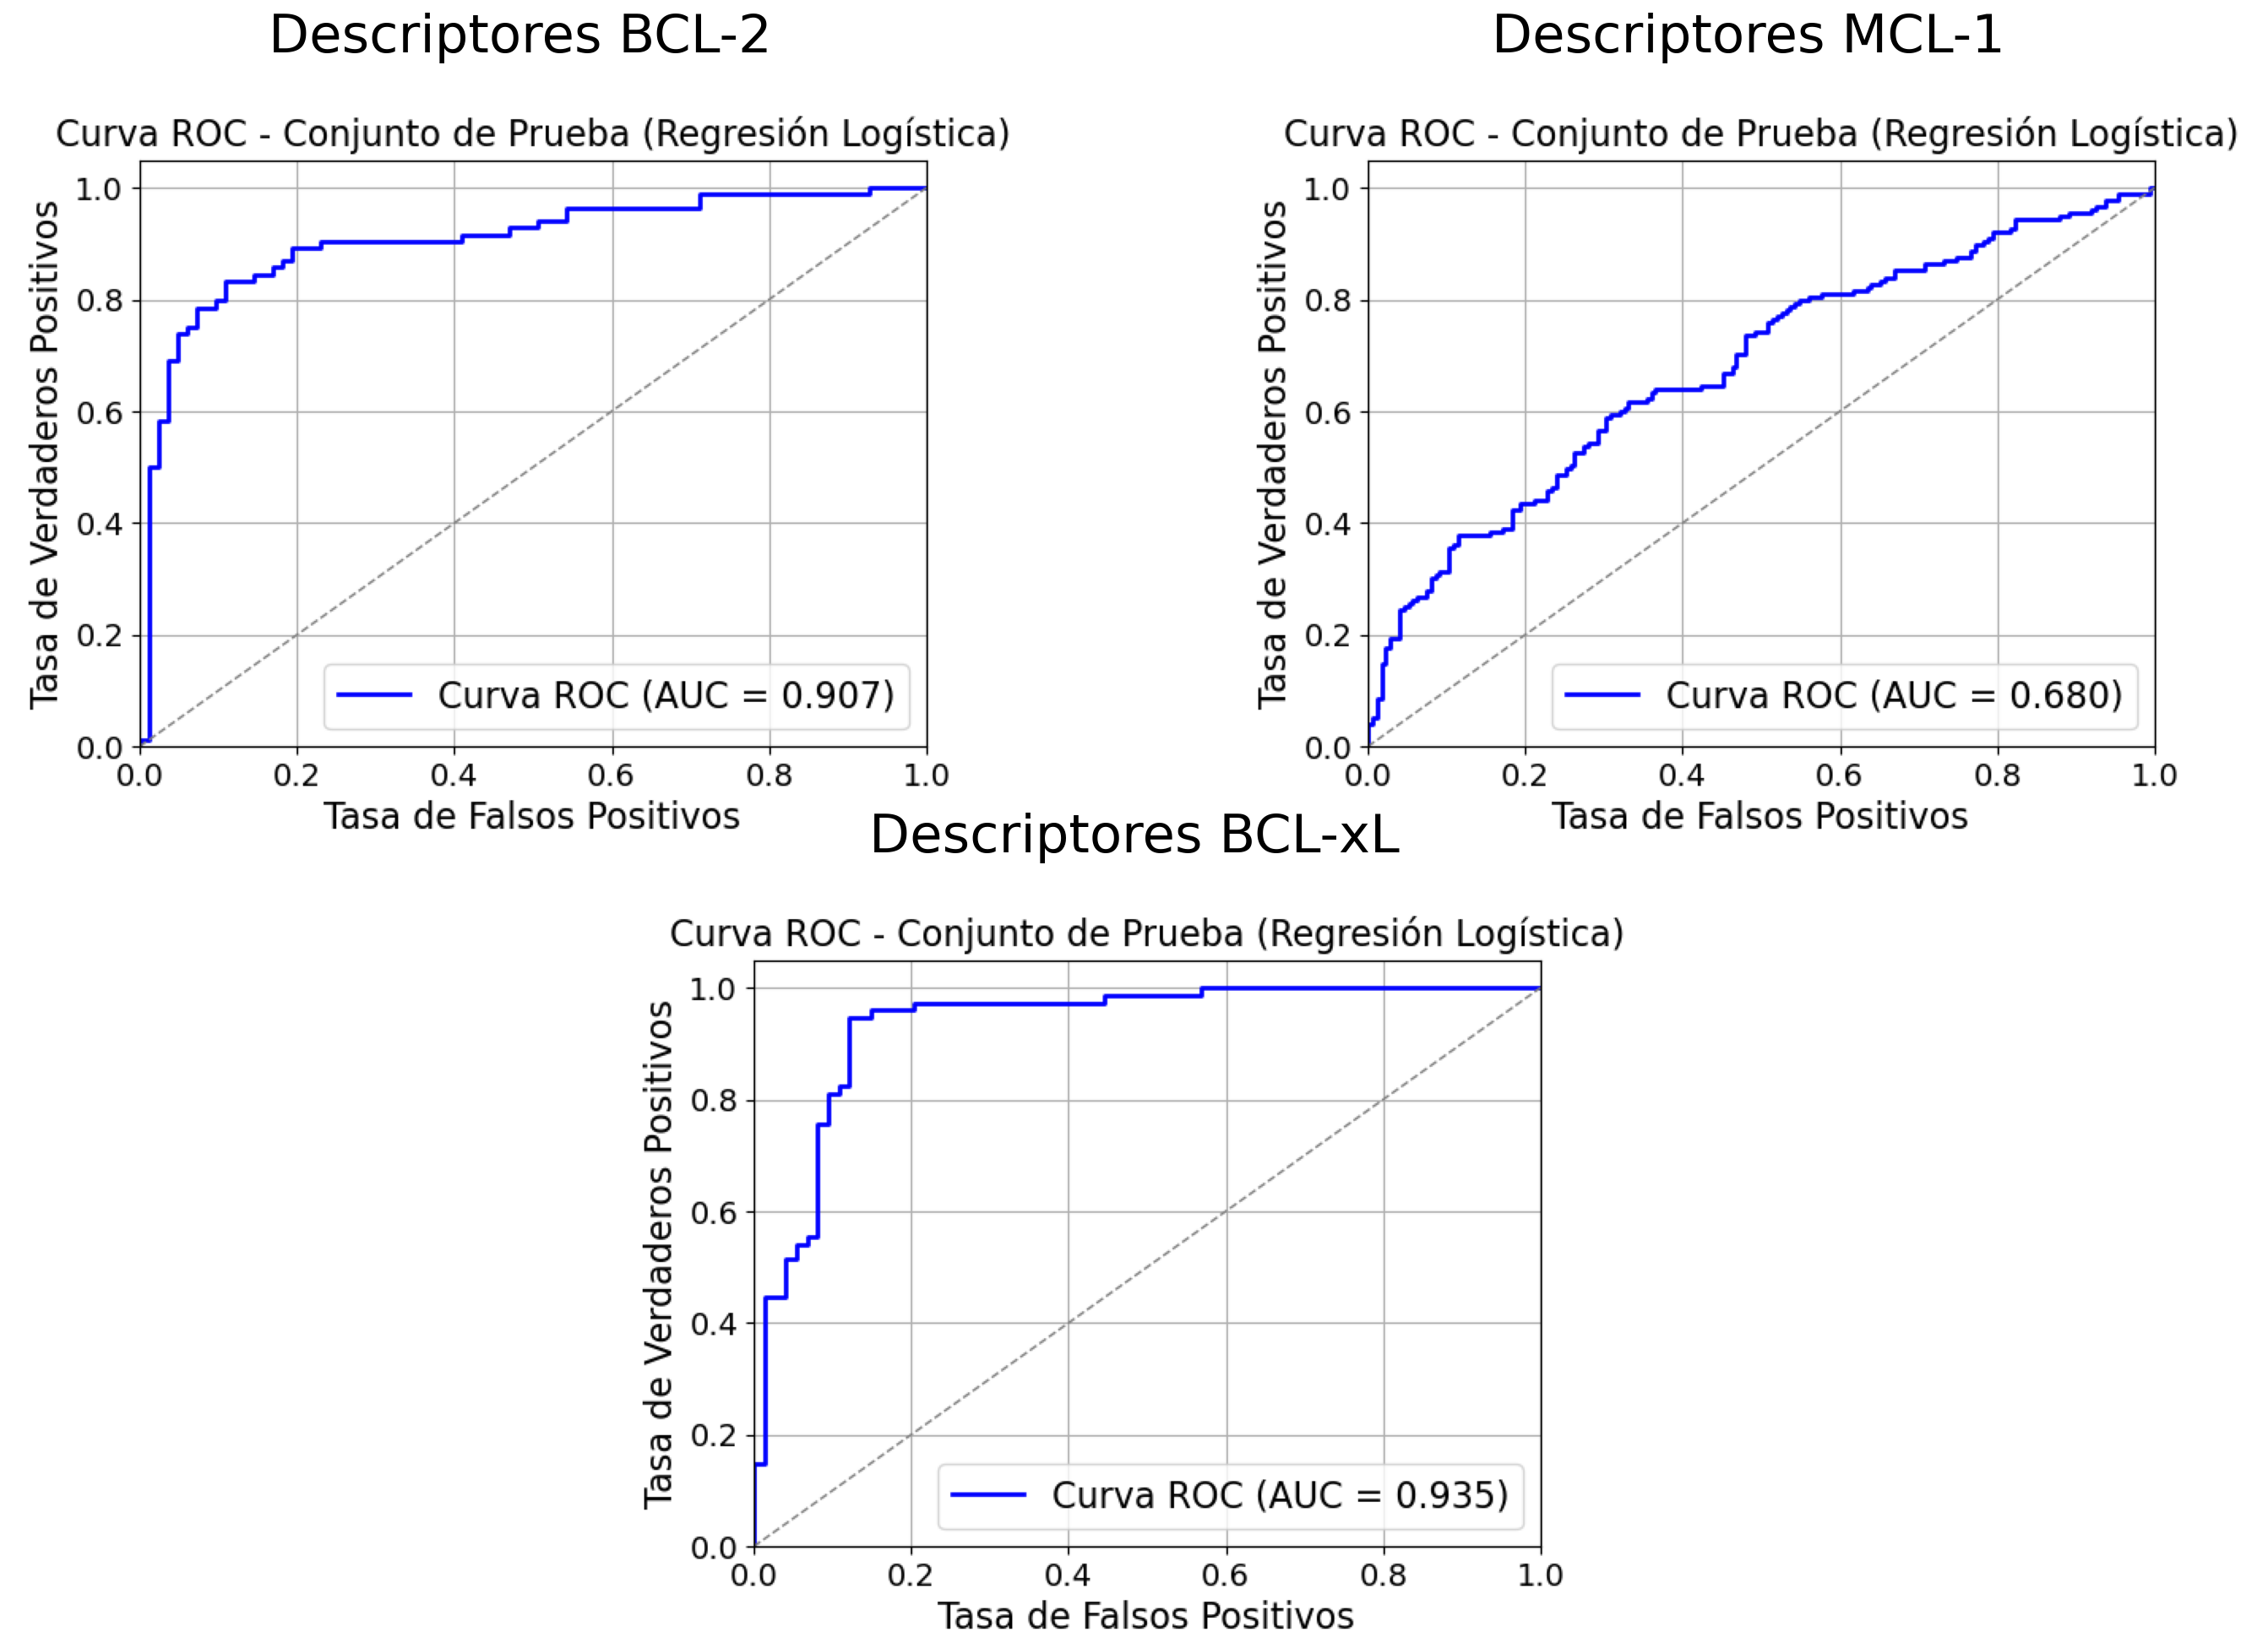 Descriptores BCL-2
Curva ROC - Conjunto de Prueba (Regresión Logística)
Tasa de Verdaderos Positivos
1.0
0.8
0.6
0.4
0.2
0.0
Curva ROC (AUC = 0.907)
0.0 0.2 0.4 0.6 0.8 1.0
Tasa de Falsos Positivos
Descriptores MCL-1
Curva ROC - Conjunto de Prueba (Regresión Logística)
Tasa de Verdaderos Positivos
1.0
0.8
0.6
0.4
0.2
0.0
Curva ROC (AUC = 0.680)
0.0 0.2 0.4 0.6 0.8 1.0
Tasa de Falsos Positivos
Descriptores BCL-xL
Curva ROC - Conjunto de Prueba (Regresión Logística)
Tasa de Verdaderos Positivos
1.0
0.8
0.6
0.4
0.2
0.0
Curva ROC (AUC = 0.935)
0.0 0.2 0.4 0.6 0.8 1.0
Tasa de Falsos Positivos